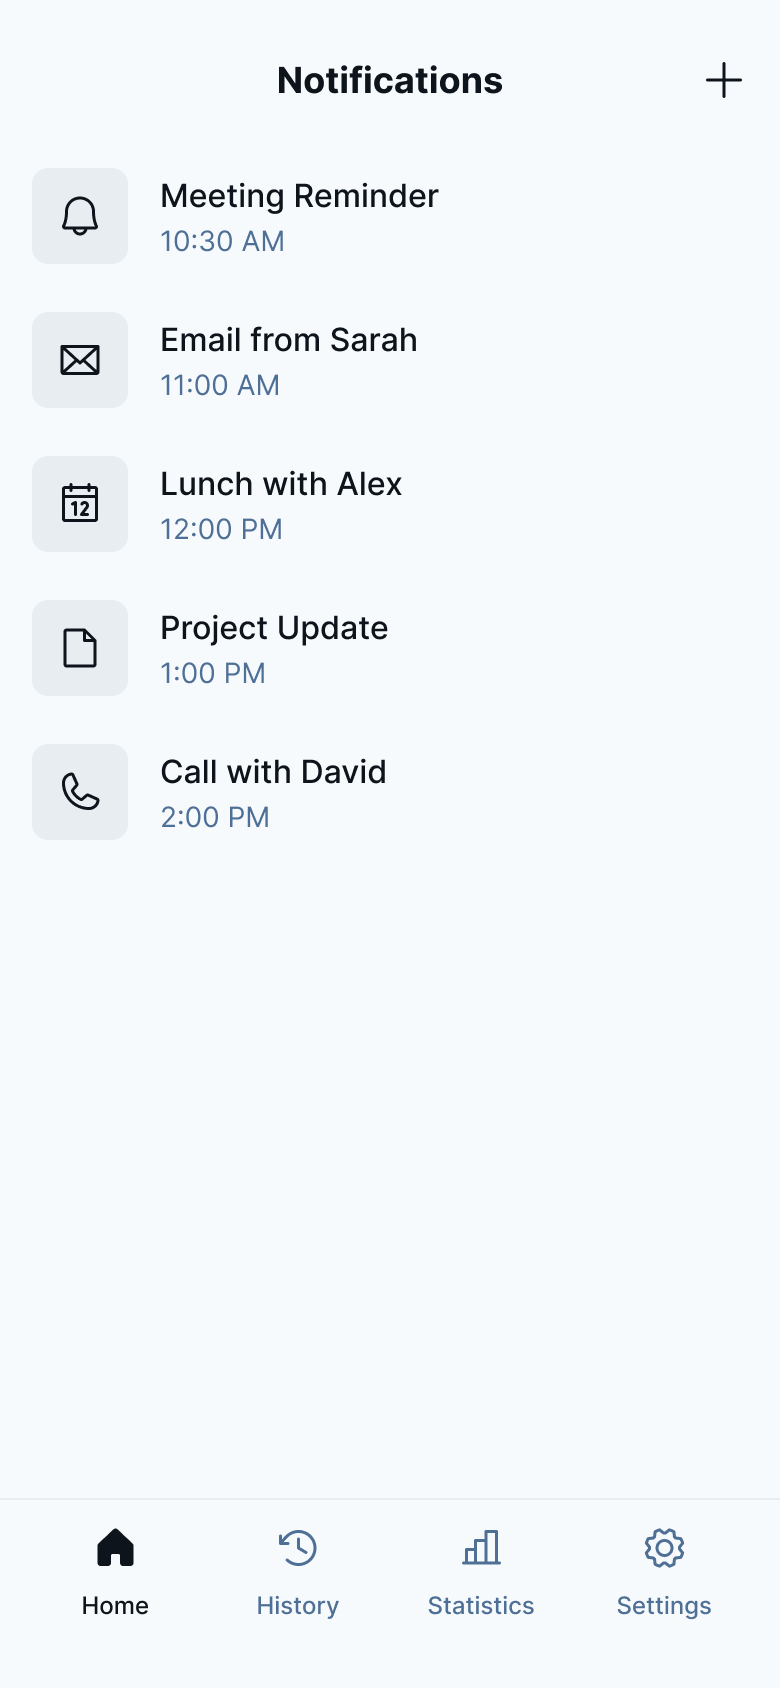 Notifications
Meeting Reminder
10:30 AM
Email from Sarah
11:00 AM
12
Lunch with Alex
12:00 PM
Project Update
1:00 PM
Call with David
2:00 PM
Home
History
Statistics
Settings